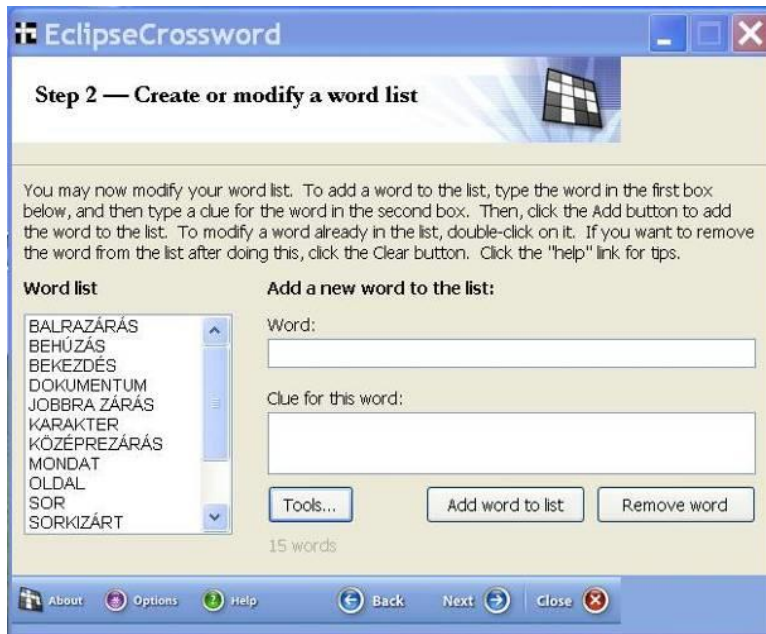 EclipseCrossword
Step 2 — Create or modify a word list
You may now modify your word list. To add a word to the list, type the word in the first box
below, and then type a clue for the word in the second box. Then, click the Add button to add
the word to the list. To modify a word already in the list, double-click on it. If you want to remove
the word from the list after doing this, click the Clear button. Click the "help" link for tips.
Word list
BALRAZÁRÁS
BEHÚZÁS
BEKEZDÉS
DOKUMENTUM
JOBBRA ZÁRÁS
KARAKTER
KÖZÉPREZÁRÁS
MONDAT
OLDAL
SOR
SORKIZÁRT
Add a new word to the list:
Word:
Clue for this word:
Tools...
Add word to list
Remove word
15 words
About
Options
Help
Back
Next
Close